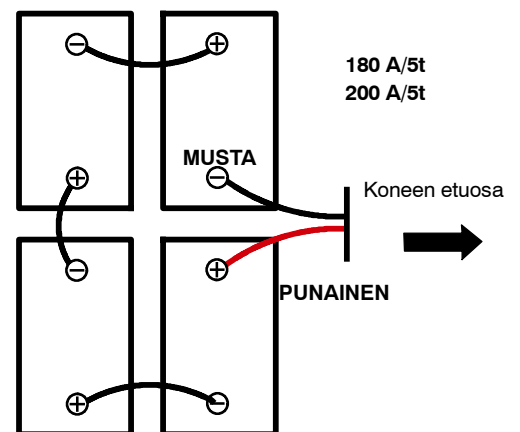 180 A/5t
200 A/5t
MUSTA
Koneen etuosa
PUNAINEN